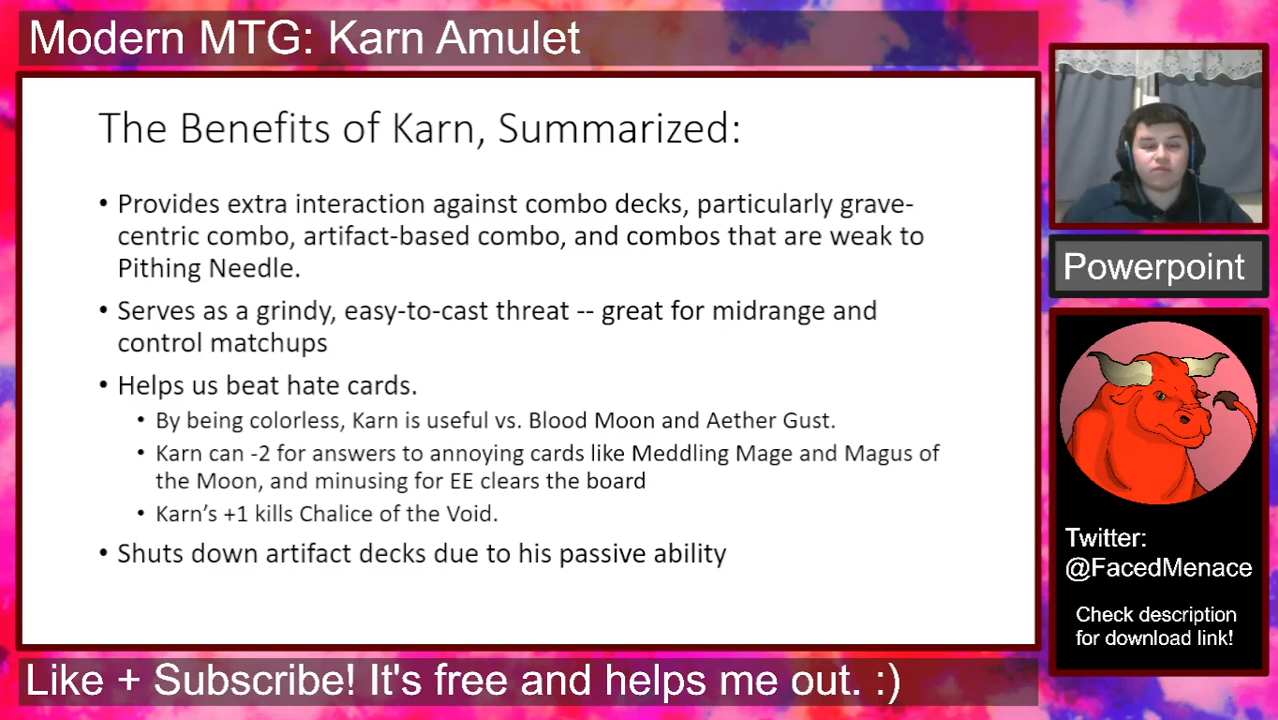 Modern MTG: Karn Amulet
The Benefits of Karn, Summarized:
• Provides extra interaction against combo decks, particularly grave-
centric combo, artifact-based combo, and combos that are weak to
Pithing Needle.
• Serves as a grindy, easy-to-cast threat -- great for midrange and
control matchups
• Helps us beat hate cards.
• By being colorless, Karn is useful vs. Blood Moon and Aether Gust.
• Karn can -2 for answers to annoying cards like Meddling Mage and Magus of
the Moon, and minusing for EE clears the board
• Karn's +1 kills Chalice of the Void.
• Shuts down artifact decks due to his passive ability
Powerpoint
Twitter:
@FacedMenace
Check description
for download link!
Like + Subscribe! It's free and helps me out. :)